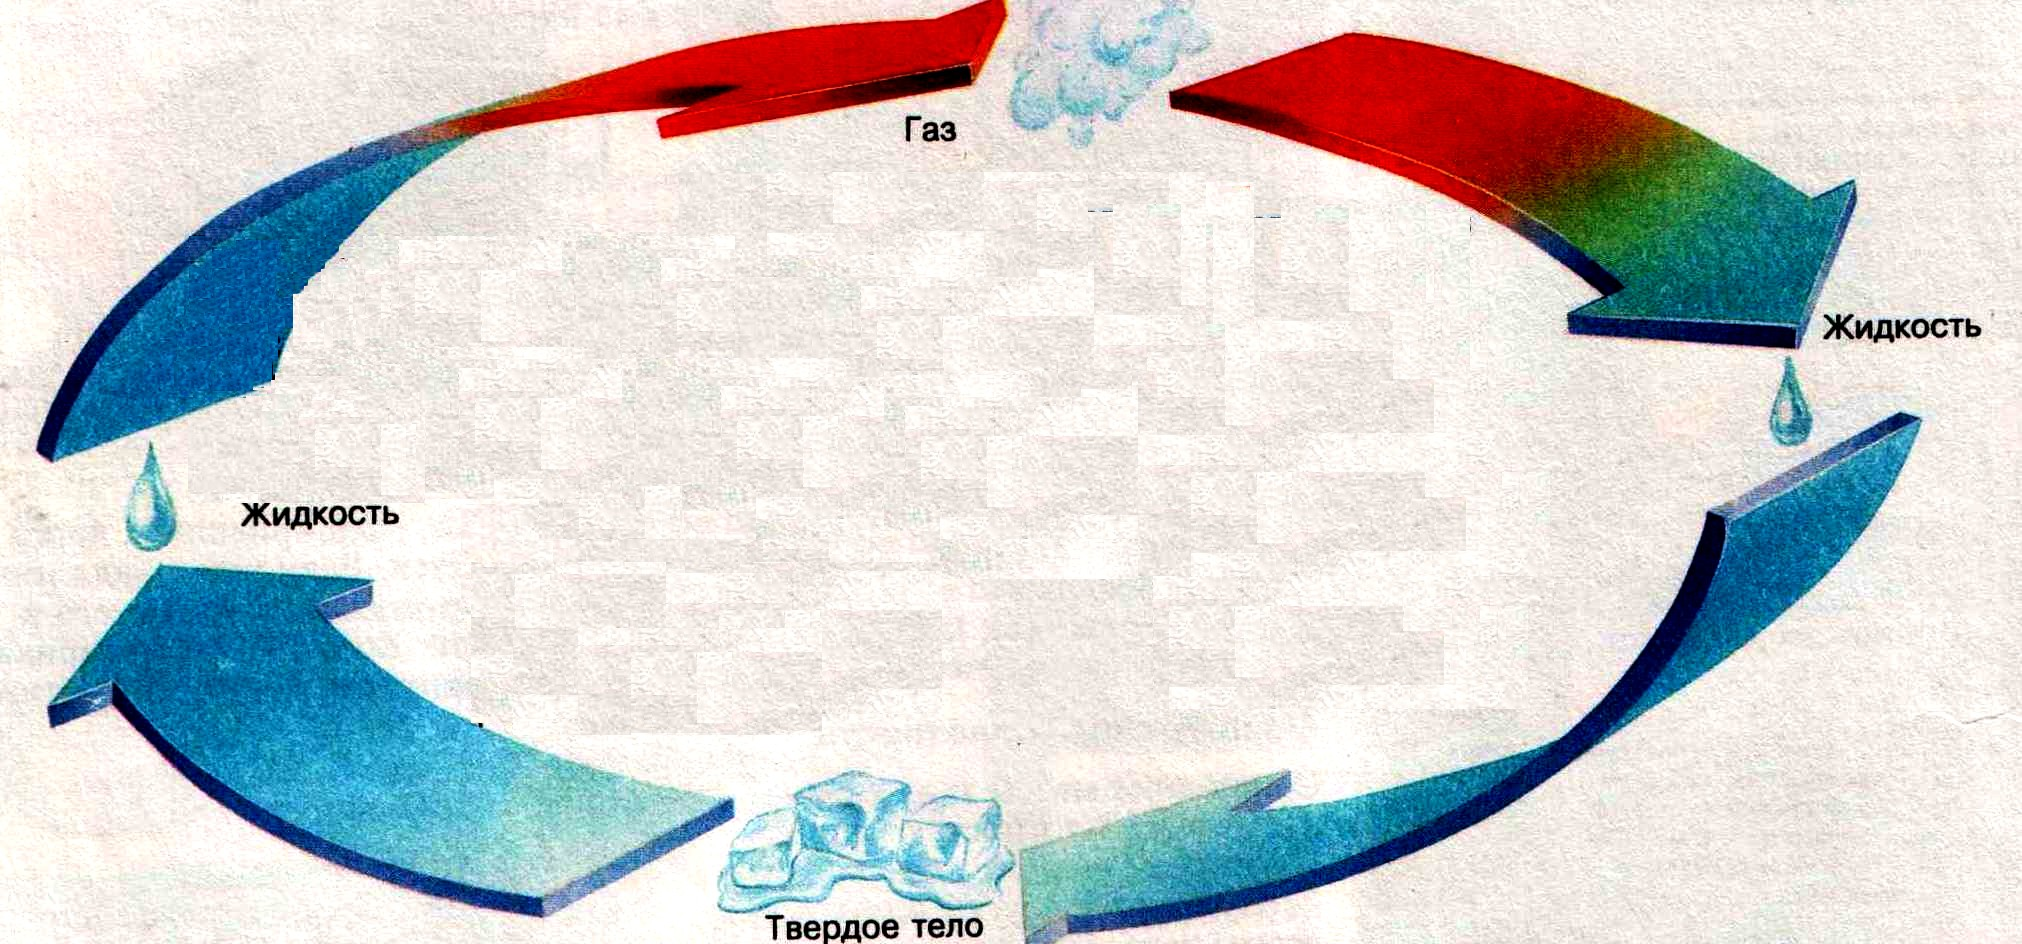 Газ
Жидкость
Жидкость
Твердое тело